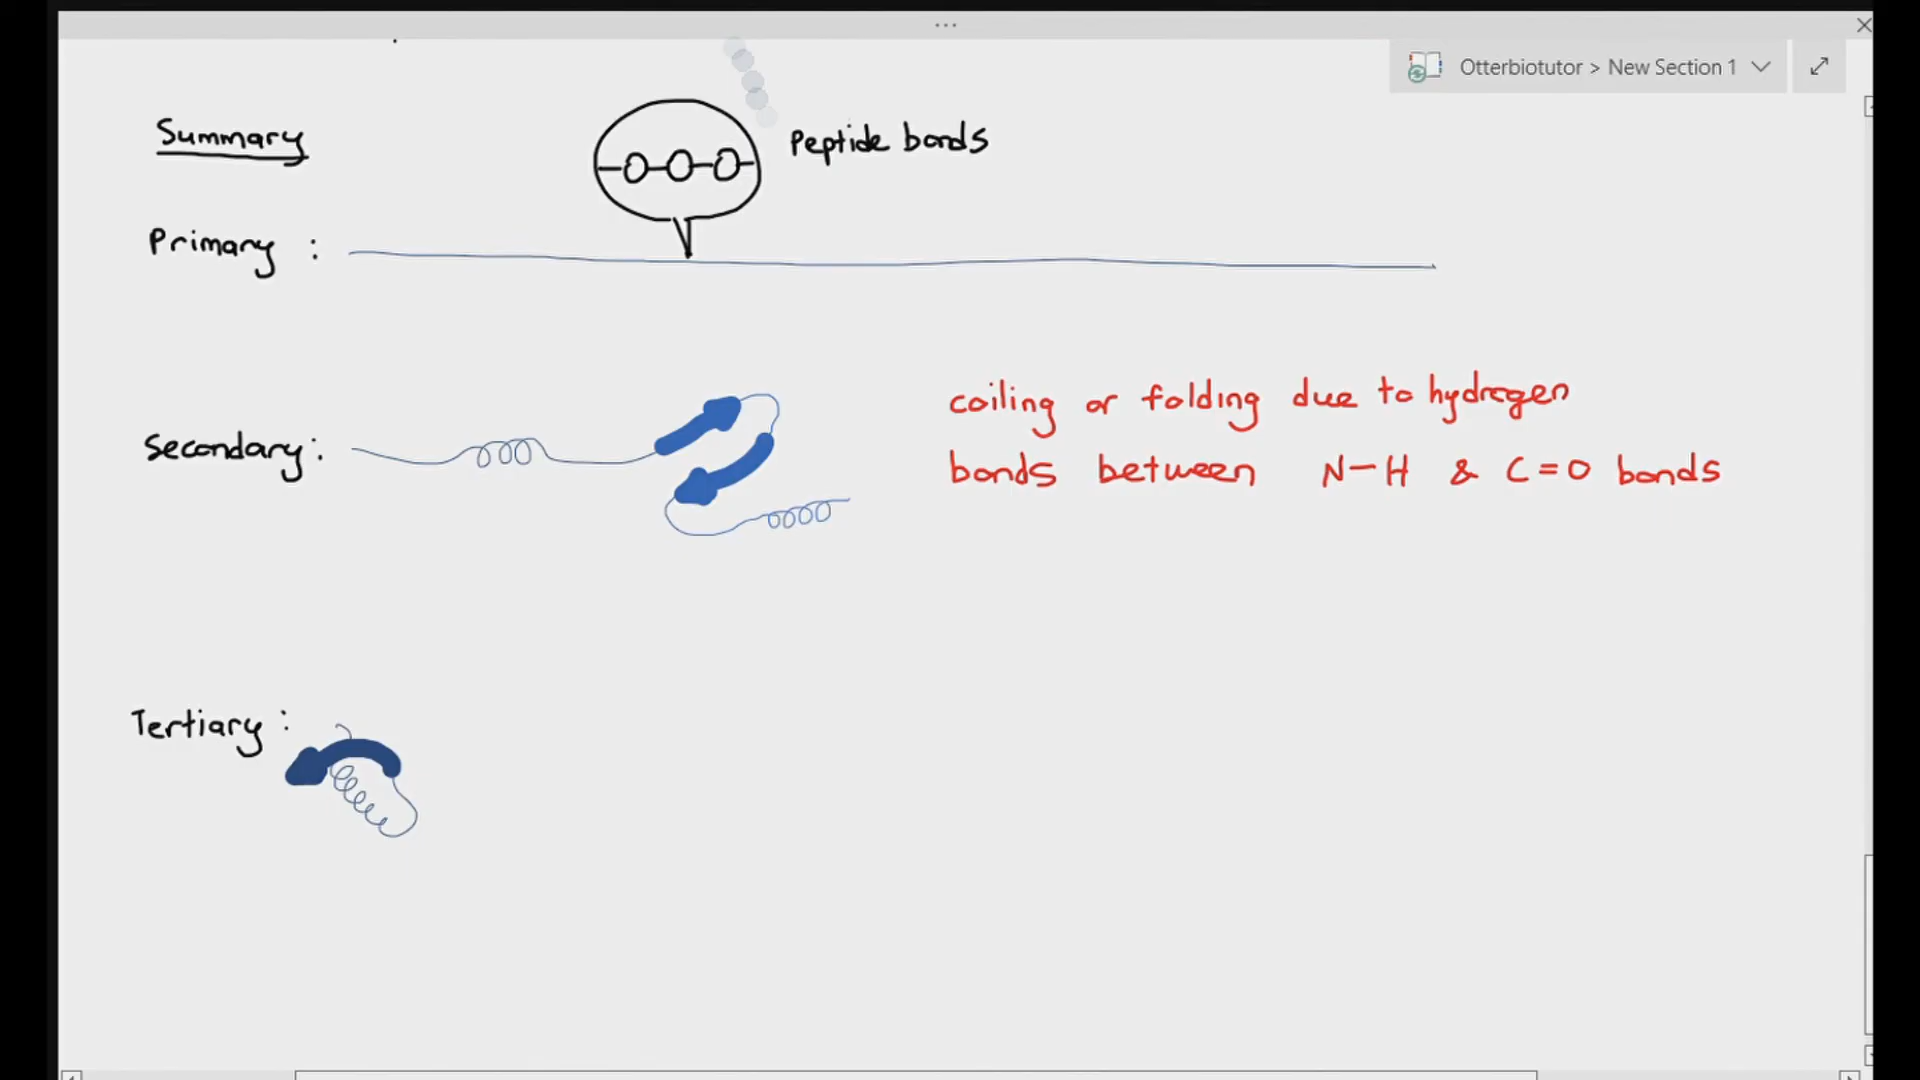 Otterbiotutor > New Section 1
Summary
Peptide bonds
Primary :
Secondary :
coiling or folding due to hydrogen
bonds between N-H & C=O bonds
Tertiary :